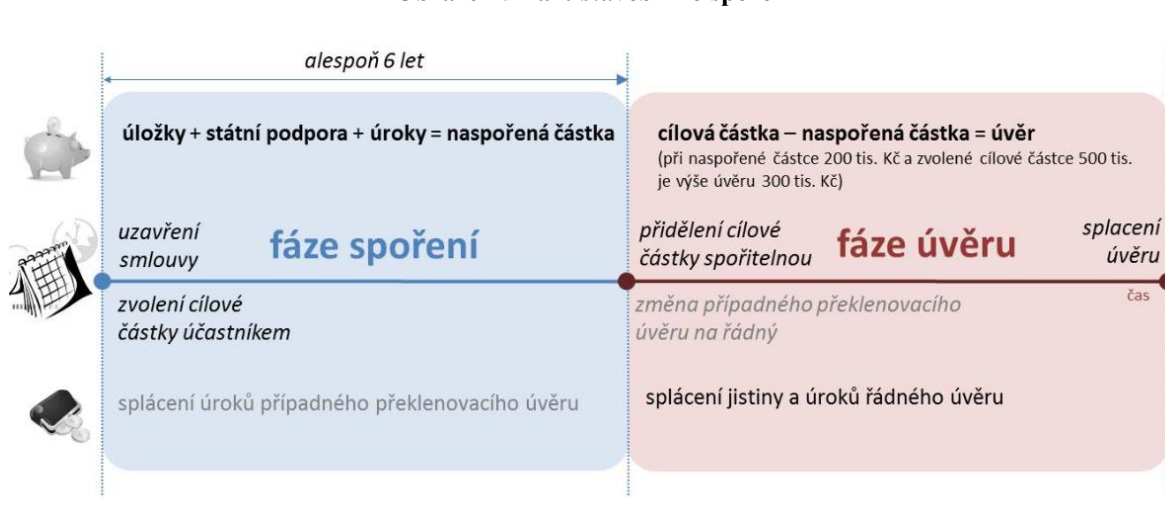 alespoň 6 let
úložky + státní podpora + úroky = naspořená částka
cílová částka – naspořená částka = úvěr
(při naspořené částce 200 tis. Kč a zvolené cílové částce 500 tis.
je výše úvěru 300 tis. Kč)
uzavření
smlouvy
fáze spoření
přidělení cílové
částky spořitelnou
fáze úvěru
splacení
úvěru
čas
zvolení cílové
částky účastníkem
změna případného překlenovacího
úvěru na řádný
splácení úroků případného překlenovacího úvěru
splácení jistiny a úroků řádného úvěru